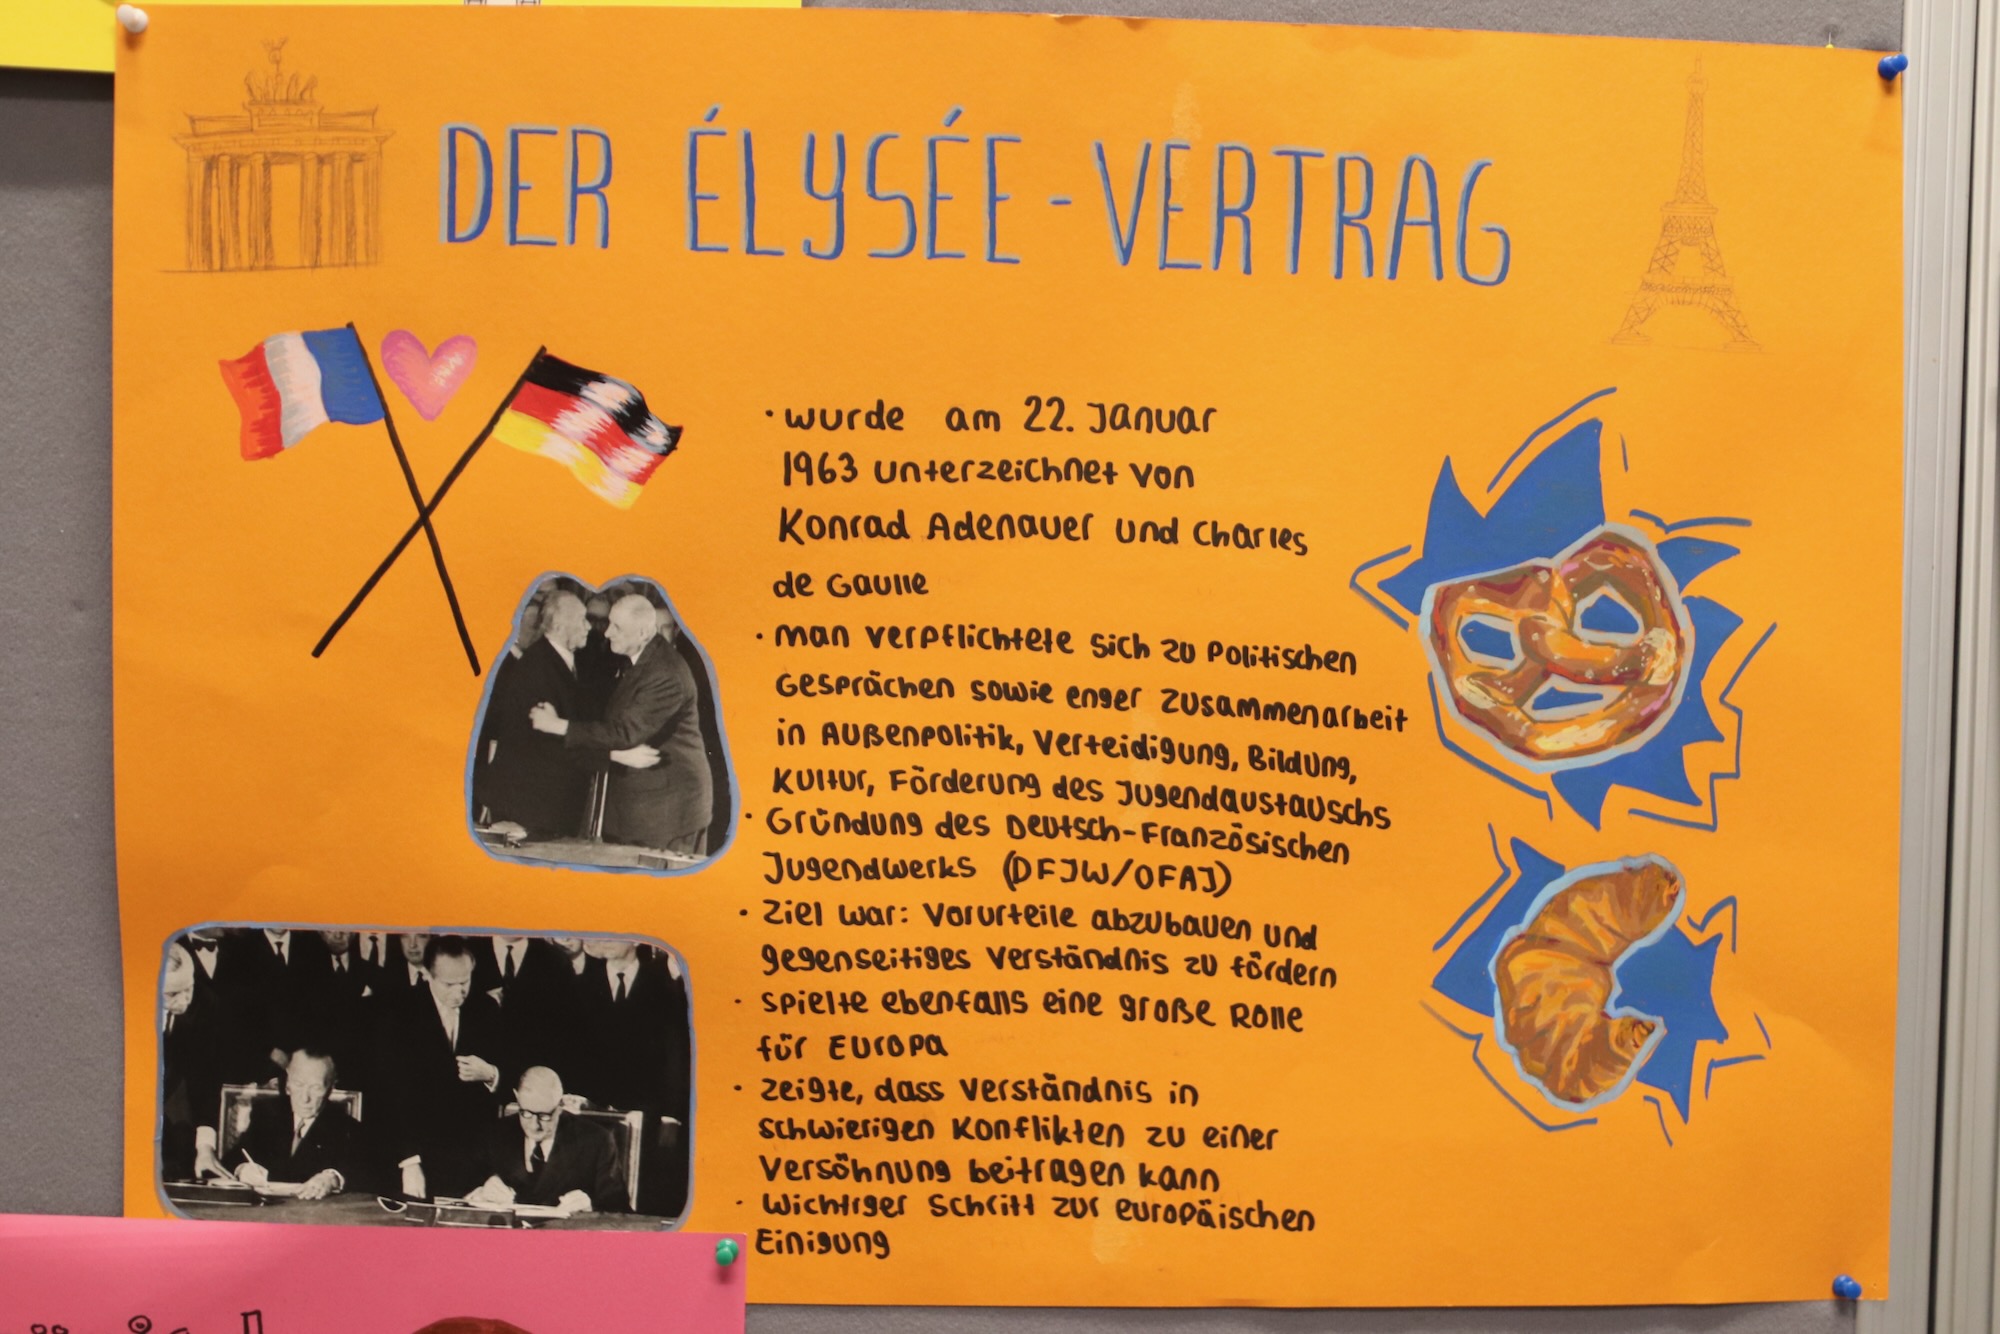 DER ÉLYSÉE-VERTRAG
• wurde am 22. Januar
1963 unterzeichnet von
Konrad Adenauer und Charles
de Gaulle
• man verpflichtete sich zu Politischen
Gesprächen sowie enger Zusammenarbeit
in Außenpolitik, Verteidigung, Bildung,
Kultur, Förderung des Jugendaustauschs
• Gründung des Deutsch-Französischen
Jugendwerks (DFJW/OFAJ)
• Ziel war: Vorurteile abzubauen und
gegenseitiges Verständnis zu fördern
• spielte ebenfalls eine große Rolle
für Europa
• zeigte, dass Verständnis in
schwierigen Konflikten zu einer
Versöhnung beitragen kann
• Wichtiger Schritt zur europäischen
Einigung